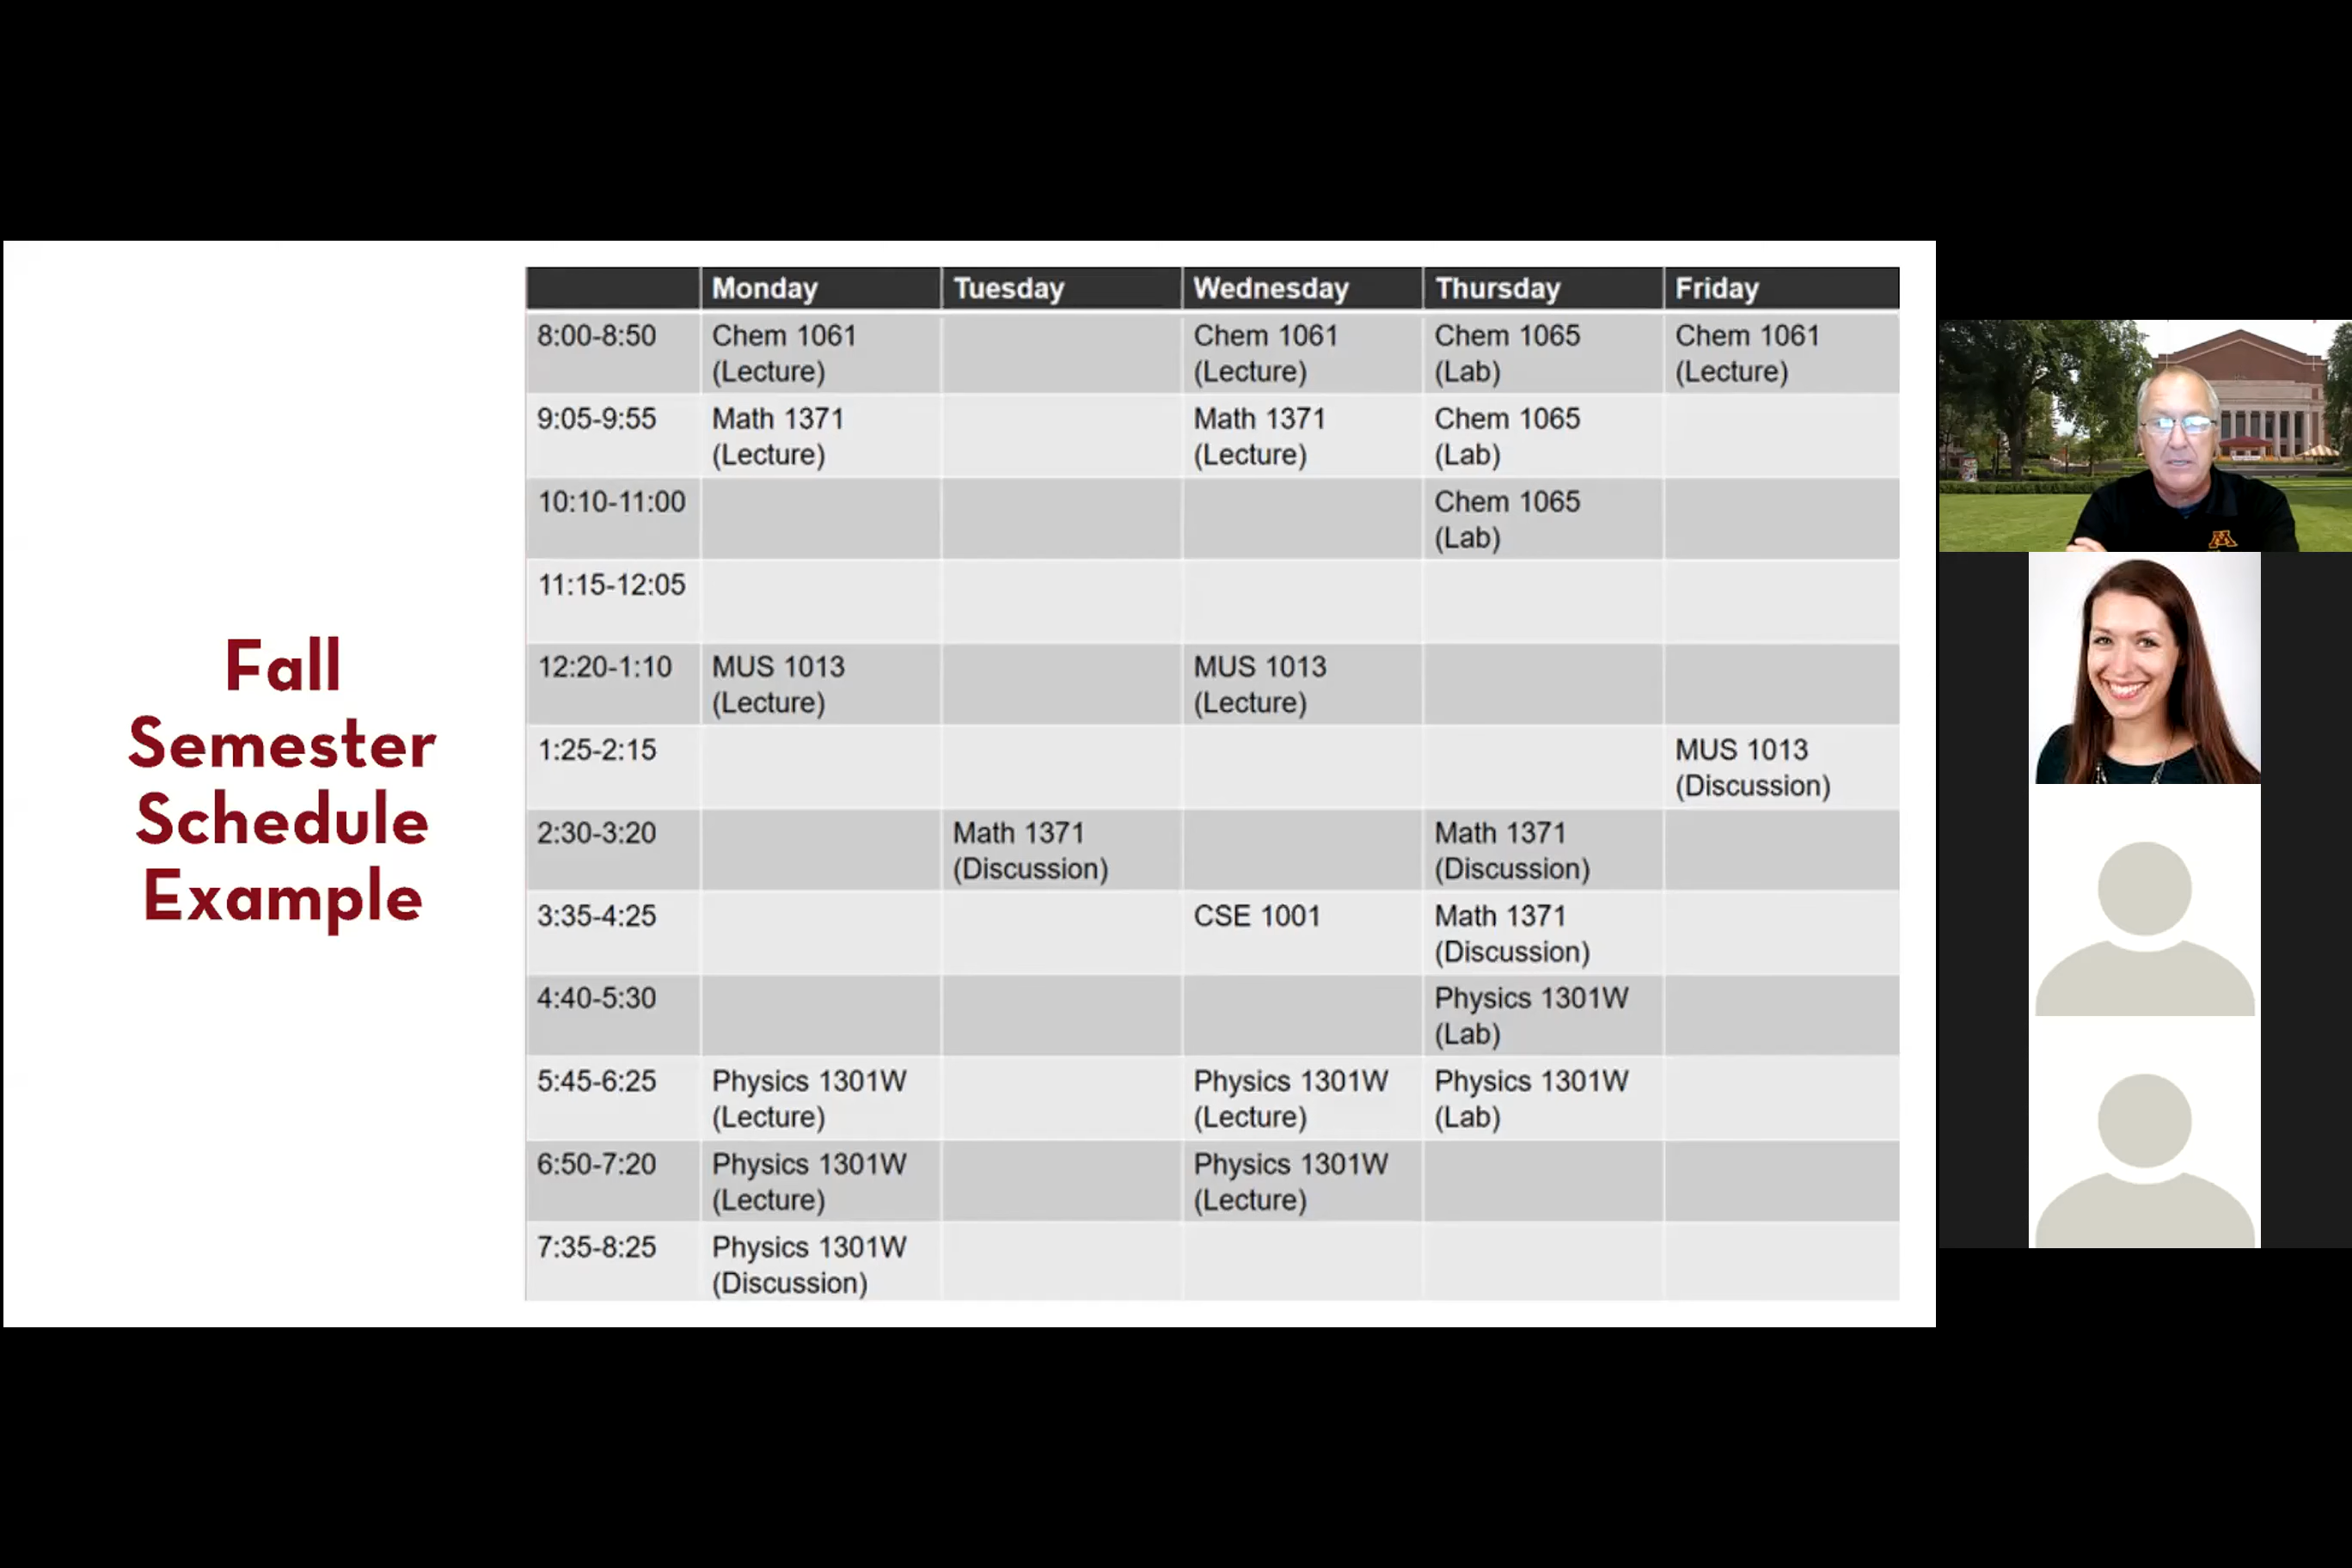 Fall
Semester
Schedule
Example
Monday Tuesday Wednesday Thursday Friday
8:00-8:50 Chem 1061 Chem 1061 Chem 1065 Chem 1061
(Lecture) (Lecture) (Lab) (Lecture)
9:05-9:55 Math 1371 Math 1371 Chem 1065
(Lecture) (Lecture) (Lab)
10:10-11:00 Chem 1065
(Lab)
11:15-12:05
12:20-1:10 MUS 1013 MUS 1013
(Lecture) (Lecture)
1:25-2:15 MUS 1013
(Discussion)
2:30-3:20 Math 1371 Math 1371
(Discussion) (Discussion)
3:35-4:25 CSE 1001 Math 1371
(Discussion)
4:40-5:30 Physics 1301W
(Lab)
5:45-6:25 Physics 1301W Physics 1301W Physics 1301W
(Lecture) (Lecture) (Lab)
6:50-7:20 Physics 1301W Physics 1301W
(Lecture) (Lecture)
7:35-8:25 Physics 1301W
(Discussion)
M